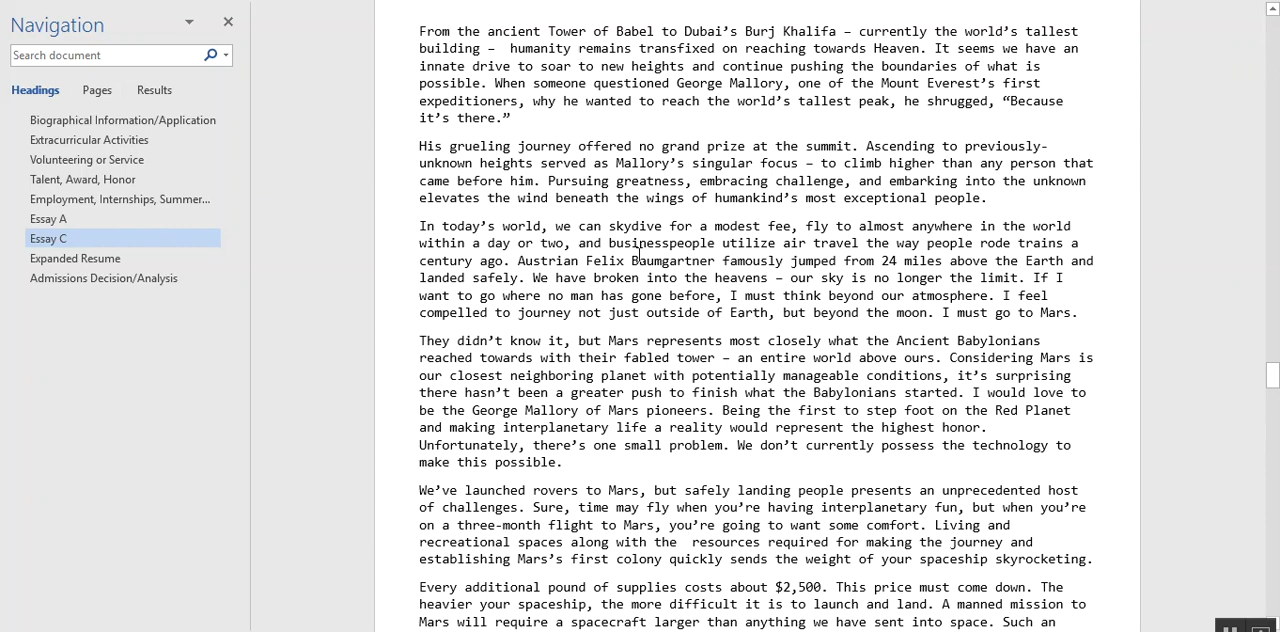 Navigation
Search document
Headings Pages Results
Biographical Information/Application
Extracurricular Activities
Volunteering or Service
Talent, Award, Honor
Employment, Internships, Summer...
Essay A
Essay C
Expanded Resume
Admissions Decision/Analysis
From the ancient Tower of Babel to Dubai’s Burj Khalifa – currently the world’s tallest
building –  humanity remains transfixed on reaching towards Heaven. It seems we have an
innate drive to soar to new heights and continue pushing the boundaries of what is
possible. When someone questioned George Mallory, one of the Mount Everest’s first
expeditioners, why he wanted to reach the world’s tallest peak, he shrugged, “Because
it’s there.”
His grueling journey offered no grand prize at the summit. Ascending to previously-
unknown heights served as Mallory’s singular focus – to climb higher than any person that
came before him. Pursuing greatness, embracing challenge, and embarking into the unknown
elevates the wind beneath the wings of humankind’s most exceptional people.
In today’s world, we can skydive for a modest fee, fly to almost anywhere in the world
within a day or two, and businesspeople utilize air travel the way people rode trains a
century ago. Austrian Felix Baumgartner famously jumped from 24 miles above the Earth and
landed safely. We have broken into the heavens – our sky is no longer the limit. If I
want to go where no man has gone before, I must think beyond our atmosphere. I feel
compelled to journey not just outside of Earth, but beyond the moon. I must go to Mars.
They didn’t know it, but Mars represents most closely what the Ancient Babylonians
reached towards with their fabled tower – an entire world above ours. Considering Mars is
our closest neighboring planet with potentially manageable conditions, it’s surprising
there hasn’t been a greater push to finish what the Babylonians started. I would love to
be the George Mallory of Mars pioneers. Being the first to step foot on the Red Planet
and making interplanetary life a reality would represent the highest honor.
Unfortunately, there’s one small problem. We don’t currently possess the technology to
make this possible.
We’ve launched rovers to Mars, but safely landing people presents an unprecedented host
of challenges. Sure, time may fly when you’re having interplanetary fun, but when you’re
on a three-month flight to Mars, you’re going to want some comfort. Living and
recreational spaces along with the  resources required for making the journey and
establishing Mars’s first colony quickly sends the weight of your spaceship skyrocketing.
Every additional pound of supplies costs about $2,500. This price must come down. The
heavier your spaceship, the more difficult it is to launch and land. A manned mission to
Mars will require a spacecraft larger than anything we have sent into space. Such an